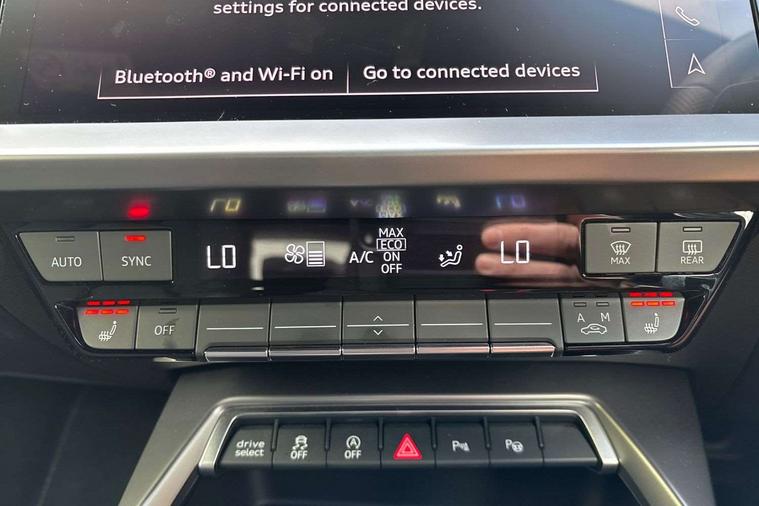 settings for connected devices.
Bluetooth® and Wi-Fi on
Go to connected devices
AUTO
SYNC
LO
A/C
MAX
ECO
ON
OFF
LO
MAX
REAR
OFF
A M
drive
select
OFF
OFF
P
P